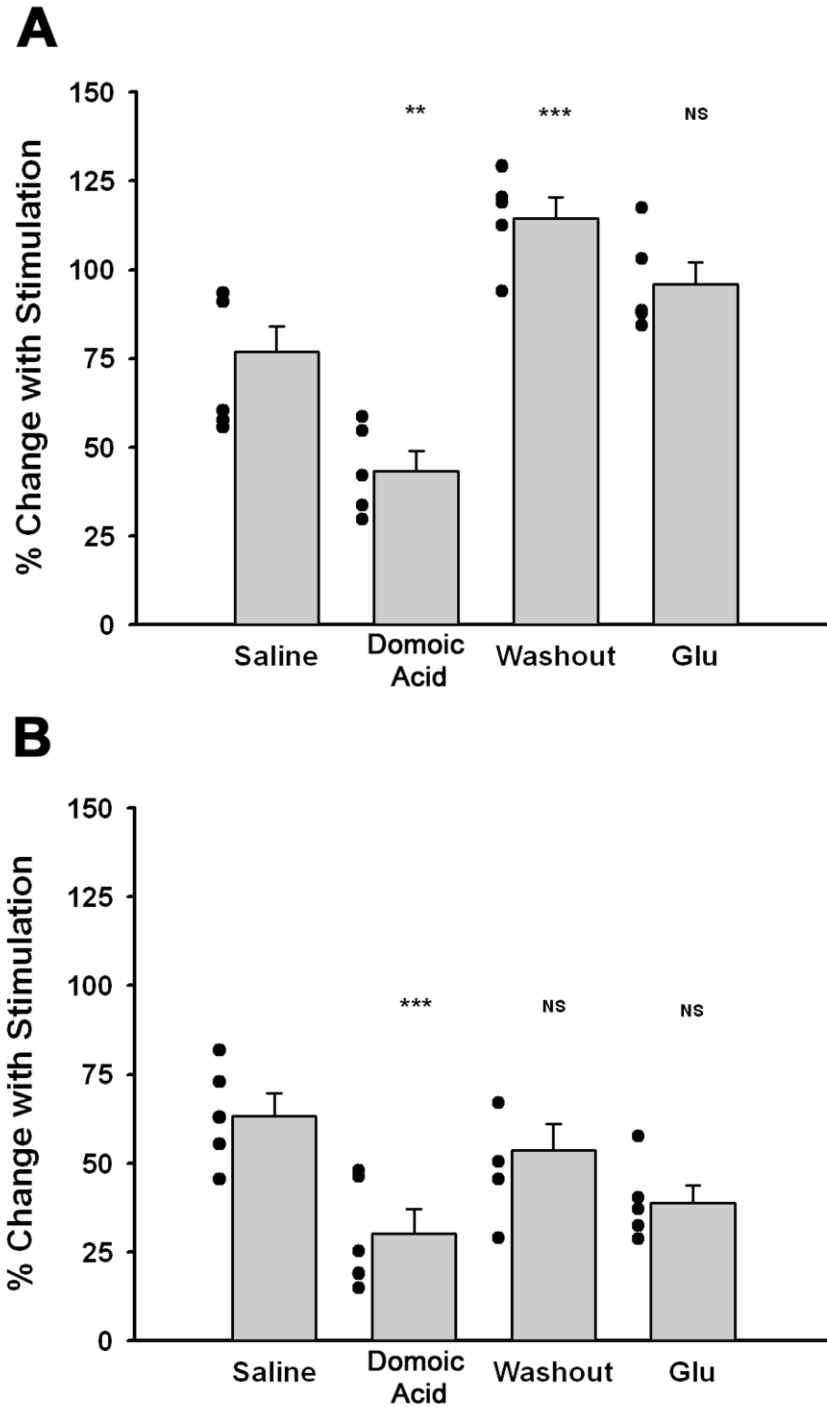 A
% Change with Stimulation
150
125
100
75
50
25
0
** *** NS
Saline Domoic Acid Washout Glu
B
% Change with Stimulation
150
125
100
75
50
25
0
*** NS NS
Saline Domoic Acid Washout Glu